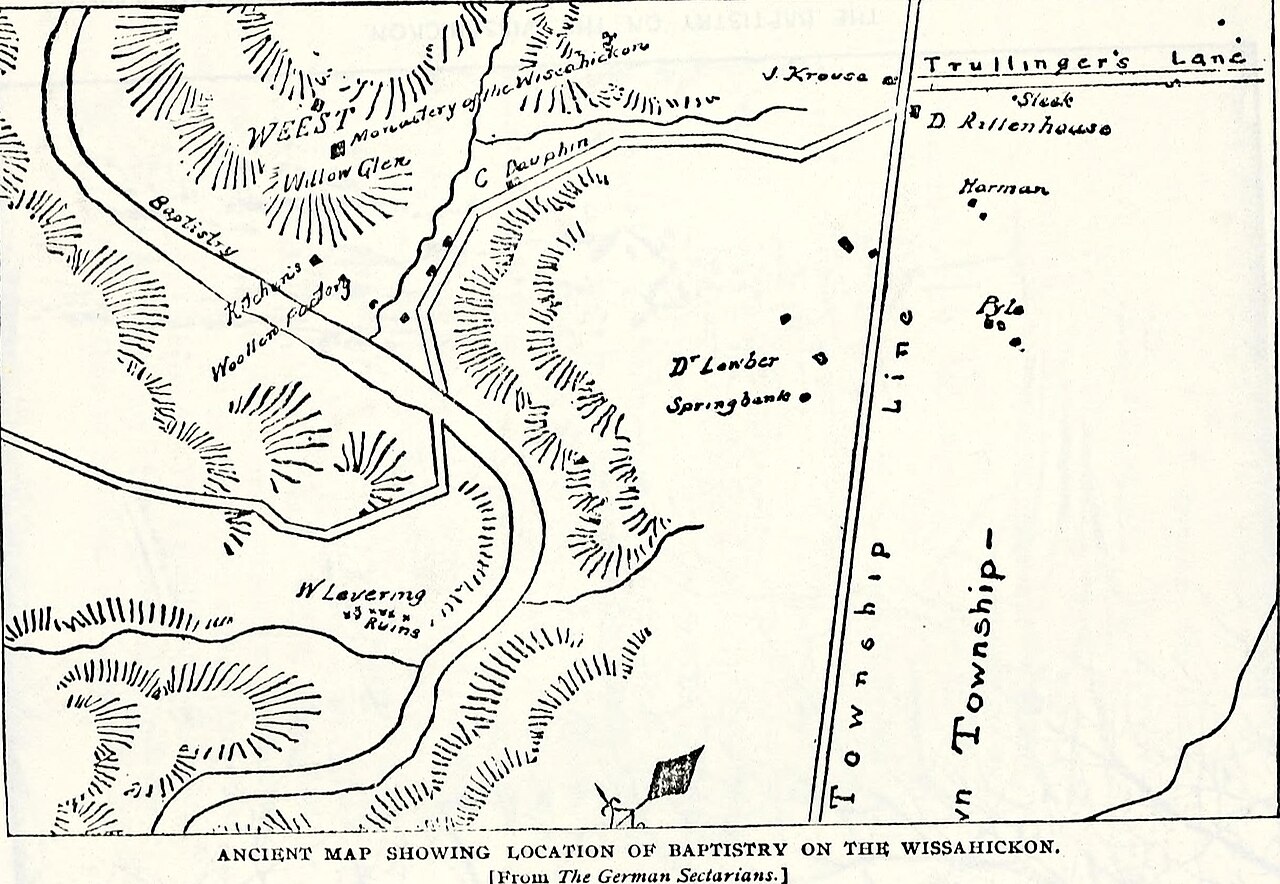 Trullinger's Lane
J. Krouse
Sleek
D. Rittenhouse
Monastery of the Wissahickon
WEEST
Willow Glen
C Dauphin
Harman
Baptistry
Kitchen's
Woollen Factory
Pyle
Dr Lowber
Springbank
Township Line
W Levering
Ruins
wn Township-
ANCIENT MAP SHOWING LOCATION OF BAPTISTRY ON THE WISSAHICKON.
[From The German Sectarians.]